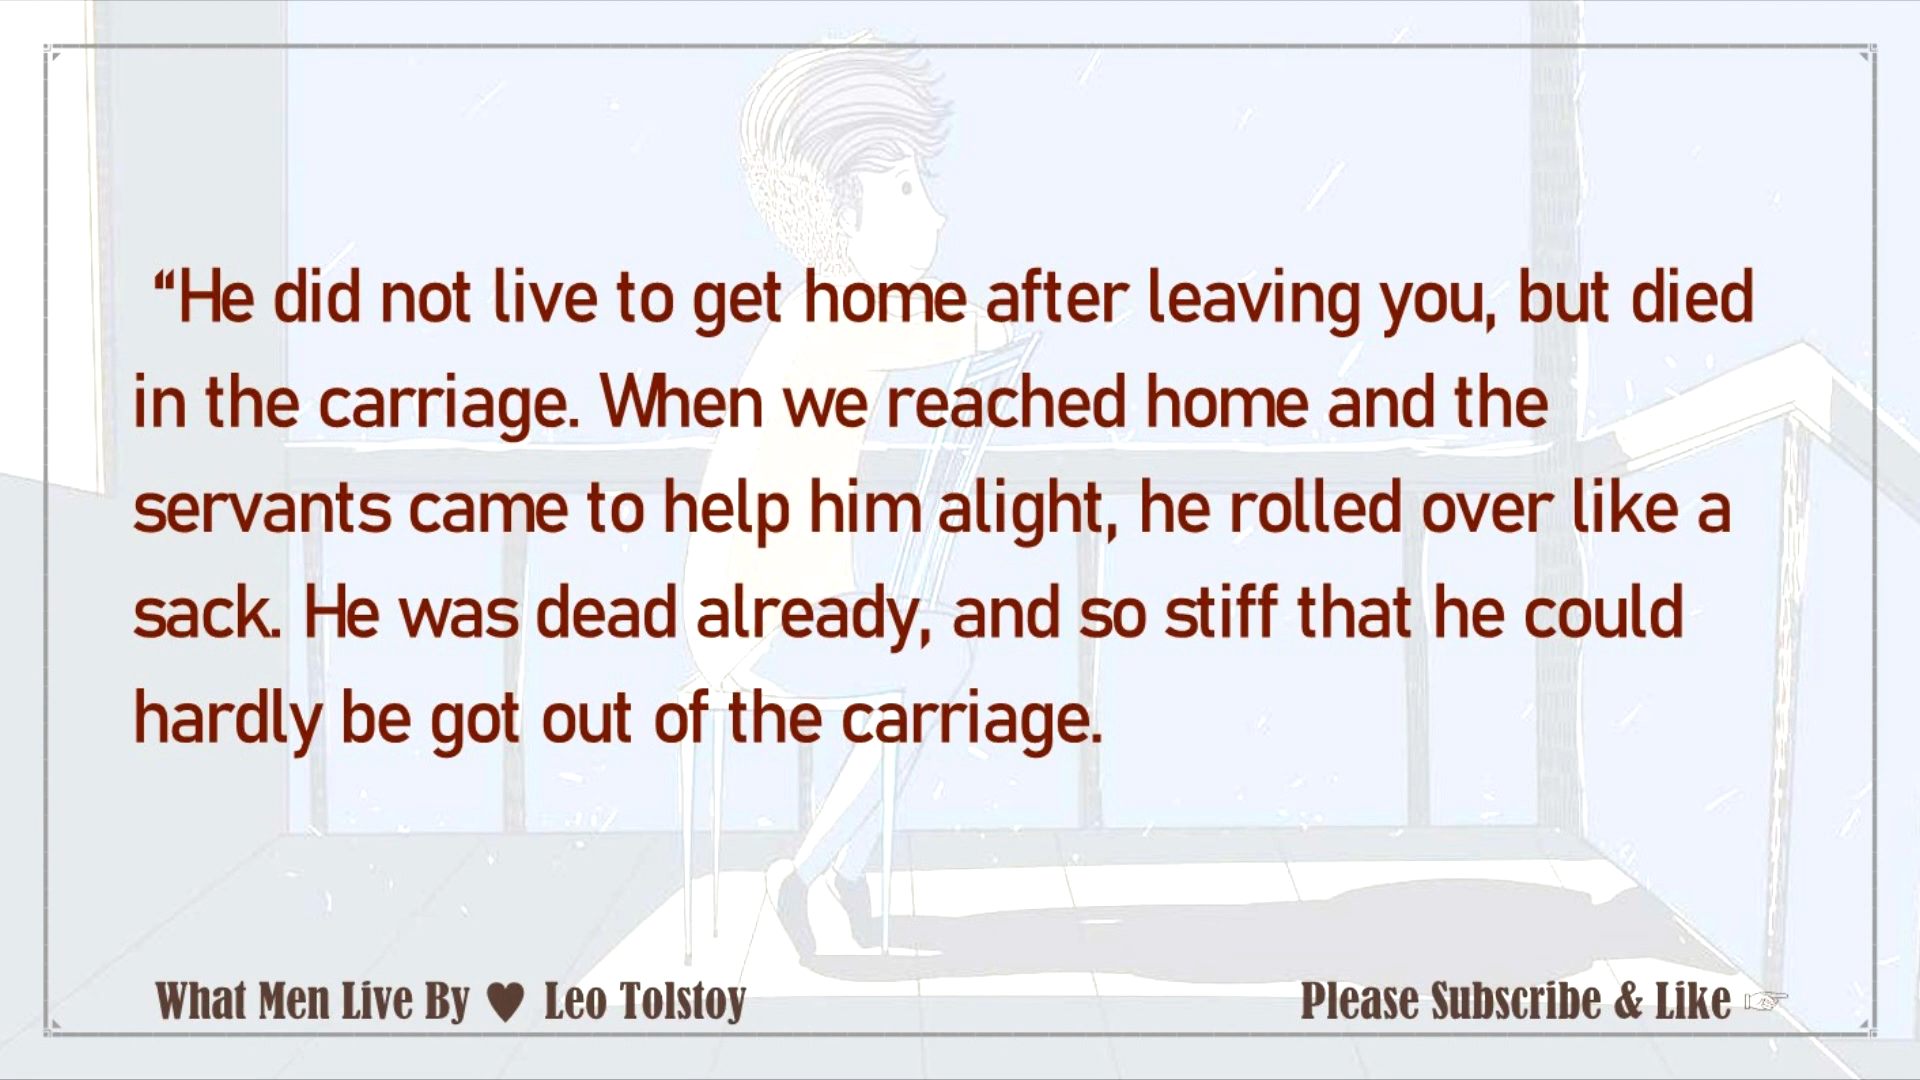 “He did not live to get home after leaving you, but died
in the carriage. When we reached home and the
servants came to help him alight, he rolled over like a
sack. He was dead already, and so stiff that he could
hardly be got out of the carriage.
What Men Live By ♥ Leo Tolstoy
Please Subscribe & Like ☞